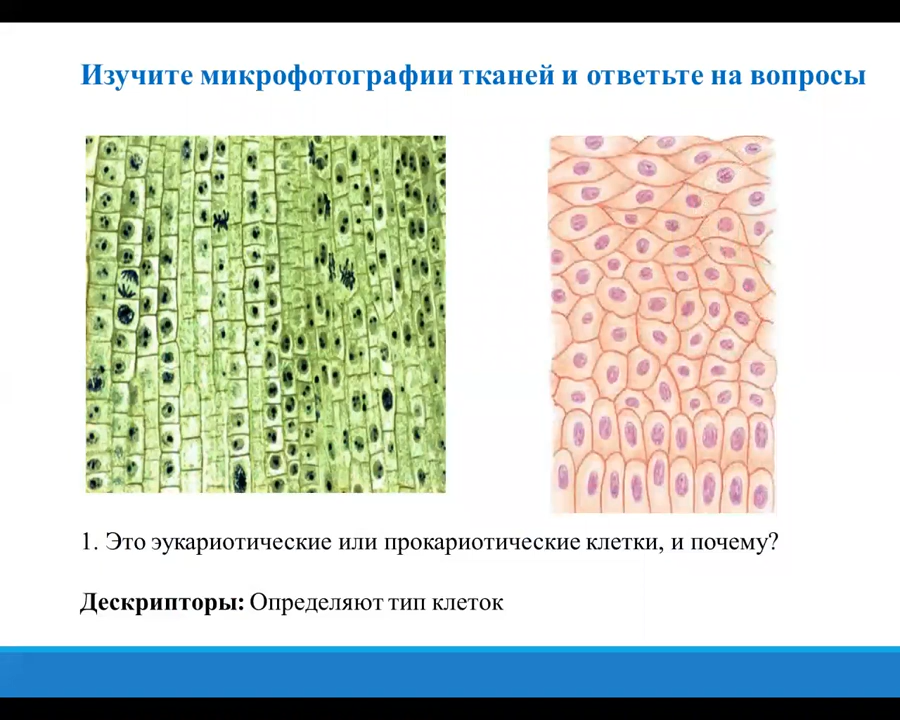 Изучите микрофотографии тканей и ответьте на вопросы
1. Это эукариотические или прокариотические клетки, и почему?
Дескрипторы: Определяют тип клеток